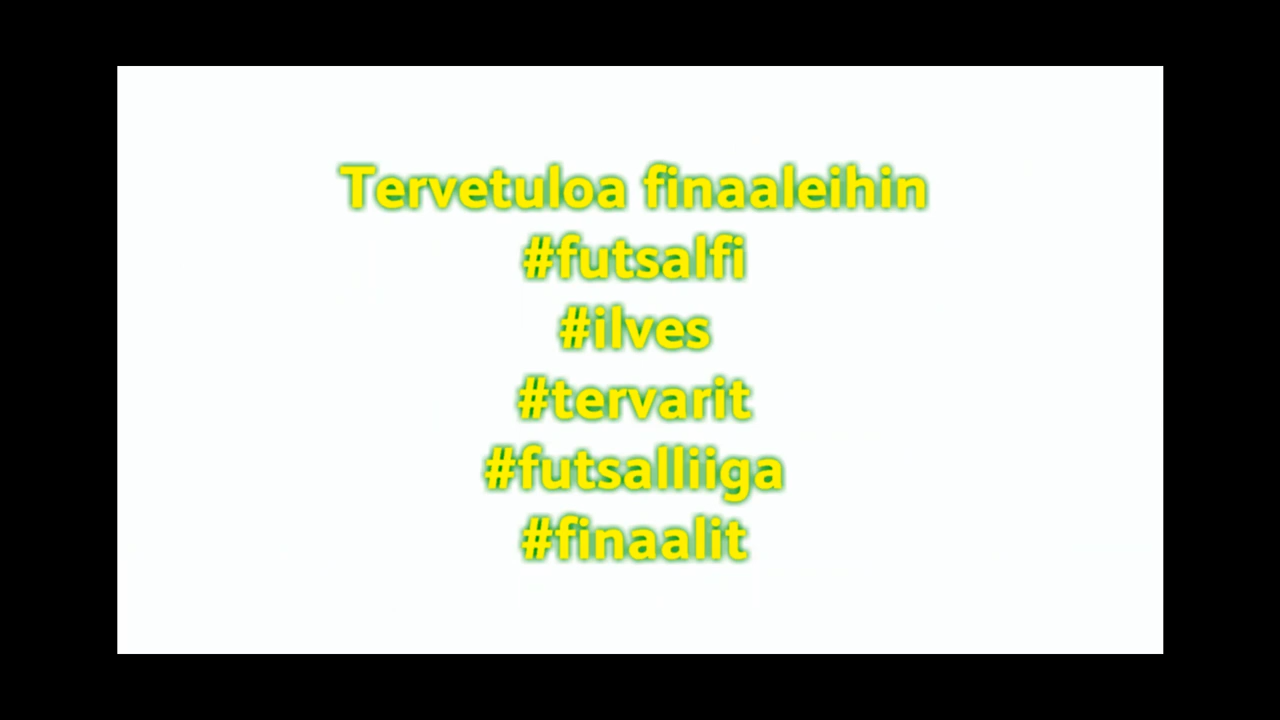 Tervetuloa finaaleihin
#futsalfi
#ilves
#tervarit
#futsalliiga
#finaalit